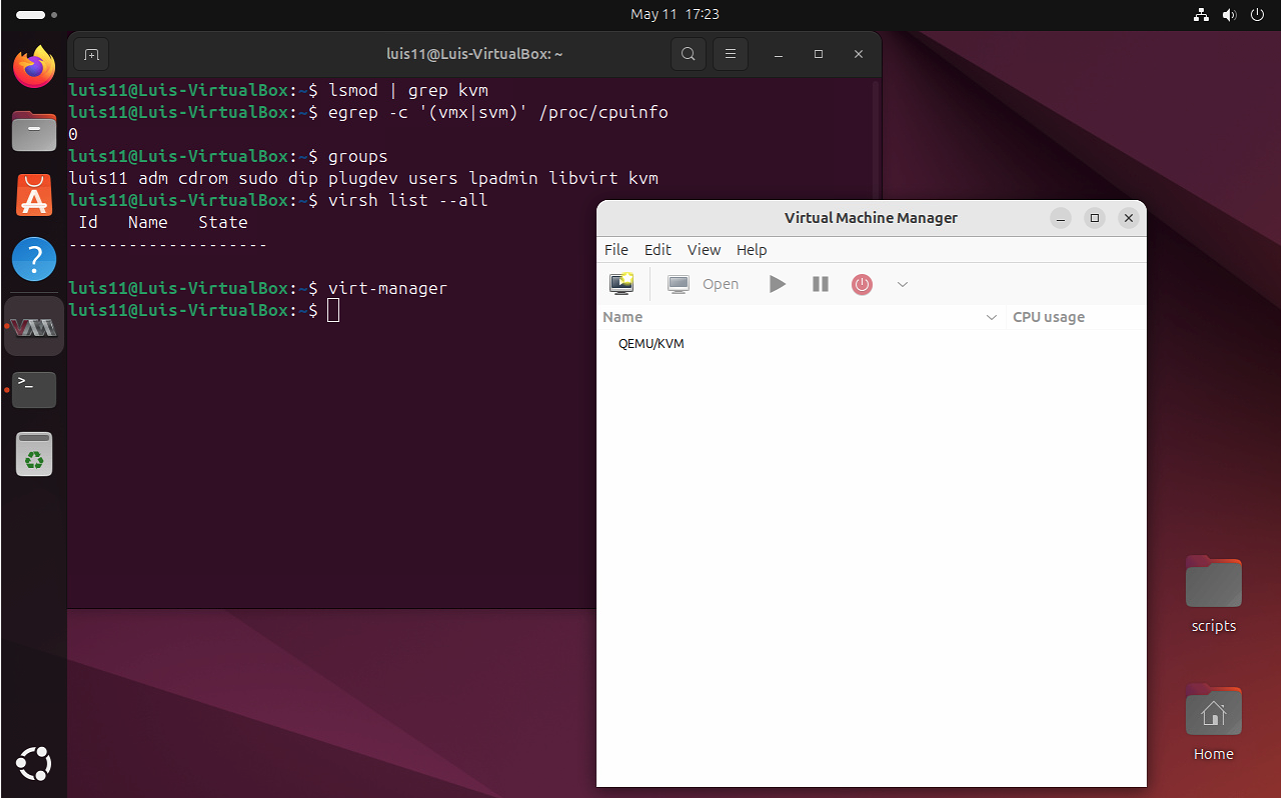 May 11 17:23
luis11@Luis-VirtualBox: ~
luis11@Luis-VirtualBox:~$ lsmod | grep kvm
luis11@Luis-VirtualBox:~$ egrep -c '(vmx|svm)' /proc/cpuinfo
0
luis11@Luis-VirtualBox:~$ groups
luis11 adm cdrom sudo dip plugdev users lpadmin libvirt kvm
luis11@Luis-VirtualBox:~$ virsh list --all
Id Name State
---------------------
luis11@Luis-VirtualBox:~$ virt-manager
luis11@Luis-VirtualBox:~$
Virtual Machine Manager
File Edit View Help
Open
Name CPU usage
QEMU/KVM
scripts
Home